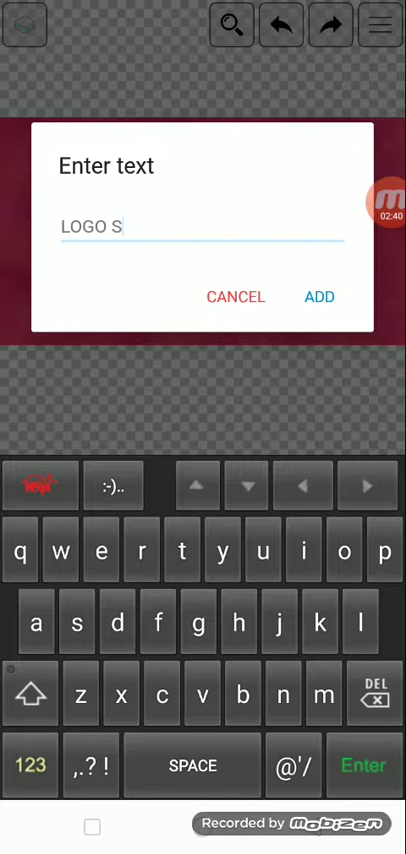 Enter text
LOGO S
02:40
CANCEL ADD
:-)..
q w e r t y u i o p
a s d f g h j k l
z x c v b n m DEL
123 ,.? ! SPACE @'/ Enter
Recorded by mobizen